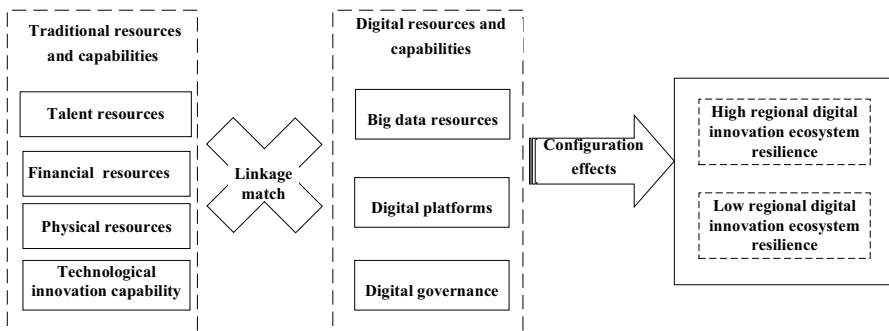 Traditional resources
and capabilities
Talent resources
Financial resources
Physical resources
Technological
innovation capability
Linkage
match
Digital resources and
capabilities
Big data resources
Digital platforms
Digital governance
Configuration
effects
High regional digital
innovation ecosystem
resilience
Low regional digital
innovation ecosystem
resilience